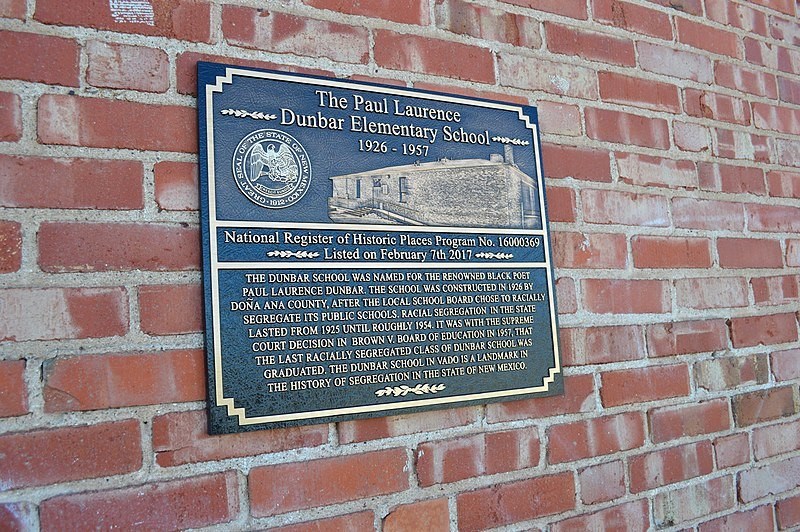 The Paul Laurence
Dunbar Elementary School
1926 - 1957
GREAT SEAL OF THE STATE OF NEW MEXICO
• 1912 •
National Register of Historic Places Program No. 16000369
Listed on February 7th 2017
THE DUNBAR SCHOOL WAS NAMED FOR THE RENOWNED BLACK POET
PAUL LAURENCE DUNBAR. THE SCHOOL WAS CONSTRUCTED IN 1926 BY
DOÑA ANA COUNTY, AFTER THE LOCAL SCHOOL BOARD CHOSE TO RACIALLY
SEGREGATE ITS PUBLIC SCHOOLS. RACIAL SEGREGATION IN THE STATE
LASTED FROM 1925 UNTIL ROUGHLY 1954. IT WAS WITH THE SUPREME
COURT DECISION IN BROWN V. BOARD OF EDUCATION IN 1957, THAT
THE LAST RACIALLY SEGREGATED CLASS OF DUNBAR SCHOOL WAS
GRADUATED. THE DUNBAR SCHOOL IN VADO IS A LANDMARK IN
THE HISTORY OF SEGREGATION IN THE STATE OF NEW MEXICO.